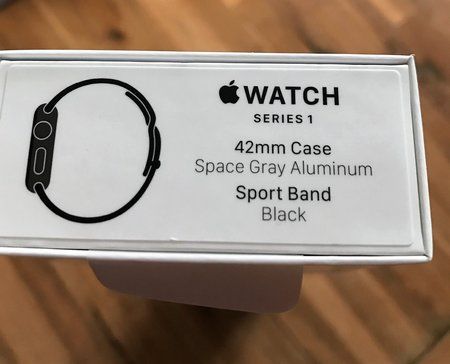 WATCH
SERIES 1
42mm Case
Space Gray Aluminum
Sport Band
Black